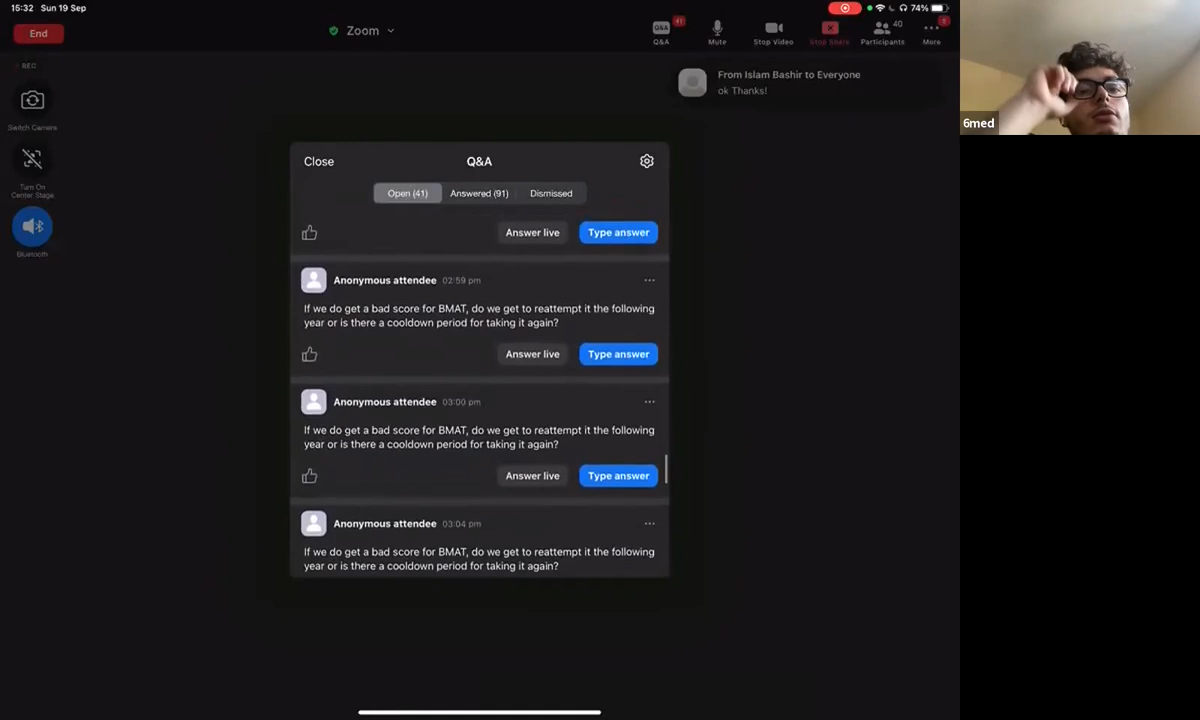 15:32 Sun 19 Sep
74%
End
Zoom
41
40
Q&A
Mute
Stop Video
Stop Share
Participants
More
REC
Switch Camera
Turn On
Center Stage
Bluetooth
From Islam Bashir to Everyone
ok Thanks!
6med
Close
Q&A
Open (41)
Answered (91)
Dismissed
Answer live
Type answer
Anonymous attendee 02:59 pm
If we do get a bad score for BMAT, do we get to reattempt it the following
year or is there a cooldown period for taking it again?
Answer live
Type answer
Anonymous attendee 03:00 pm
If we do get a bad score for BMAT, do we get to reattempt it the following
year or is there a cooldown period for taking it again?
Answer live
Type answer
Anonymous attendee 03:04 pm
If we do get a bad score for BMAT, do we get to reattempt it the following
year or is there a cooldown period for taking it again?